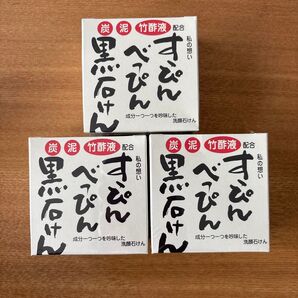 炭 泥 竹酢液 配合
私の想い
すっぴん
べっぴん
黒石けん
成分一つ一つを吟味した
洗顔石けん
炭 泥 竹酢液 配合
私の想い
すっぴん
べっぴん
黒石けん
成分一つ一つを吟味した
洗顔石けん
炭 泥 竹酢液 配合
私の想い
すっぴん
べっぴん
黒石けん
成分一つ一つを吟味した
洗顔石けん